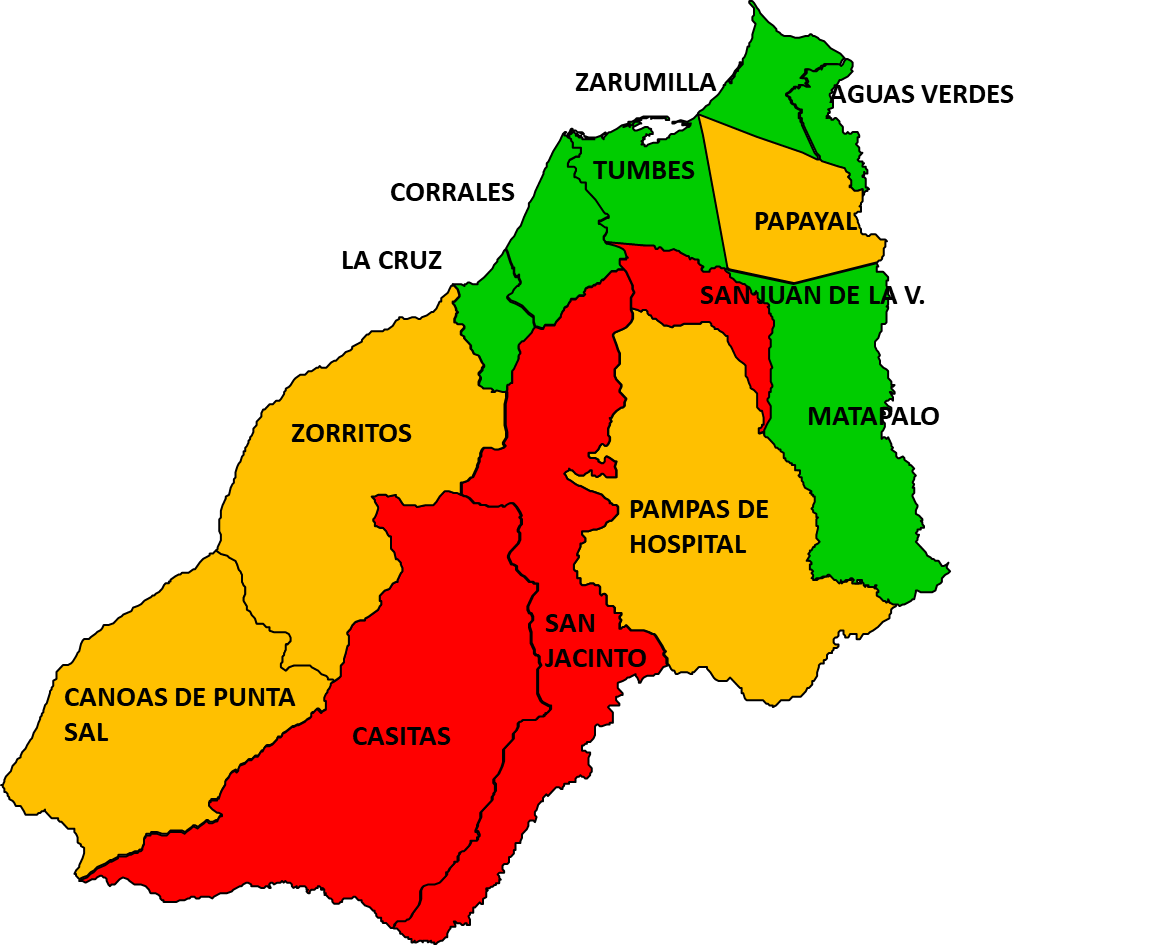 ZARUMILLA
AGUAS VERDES
TUMBES
CORRALES
PAPAYAL
LA CRUZ
SAN JUAN DE LA V.
MATAPALO
ZORRITOS
PAMPAS DE
HOSPITAL
SAN
JACINTO
CANOAS DE PUNTA
SAL
CASITAS